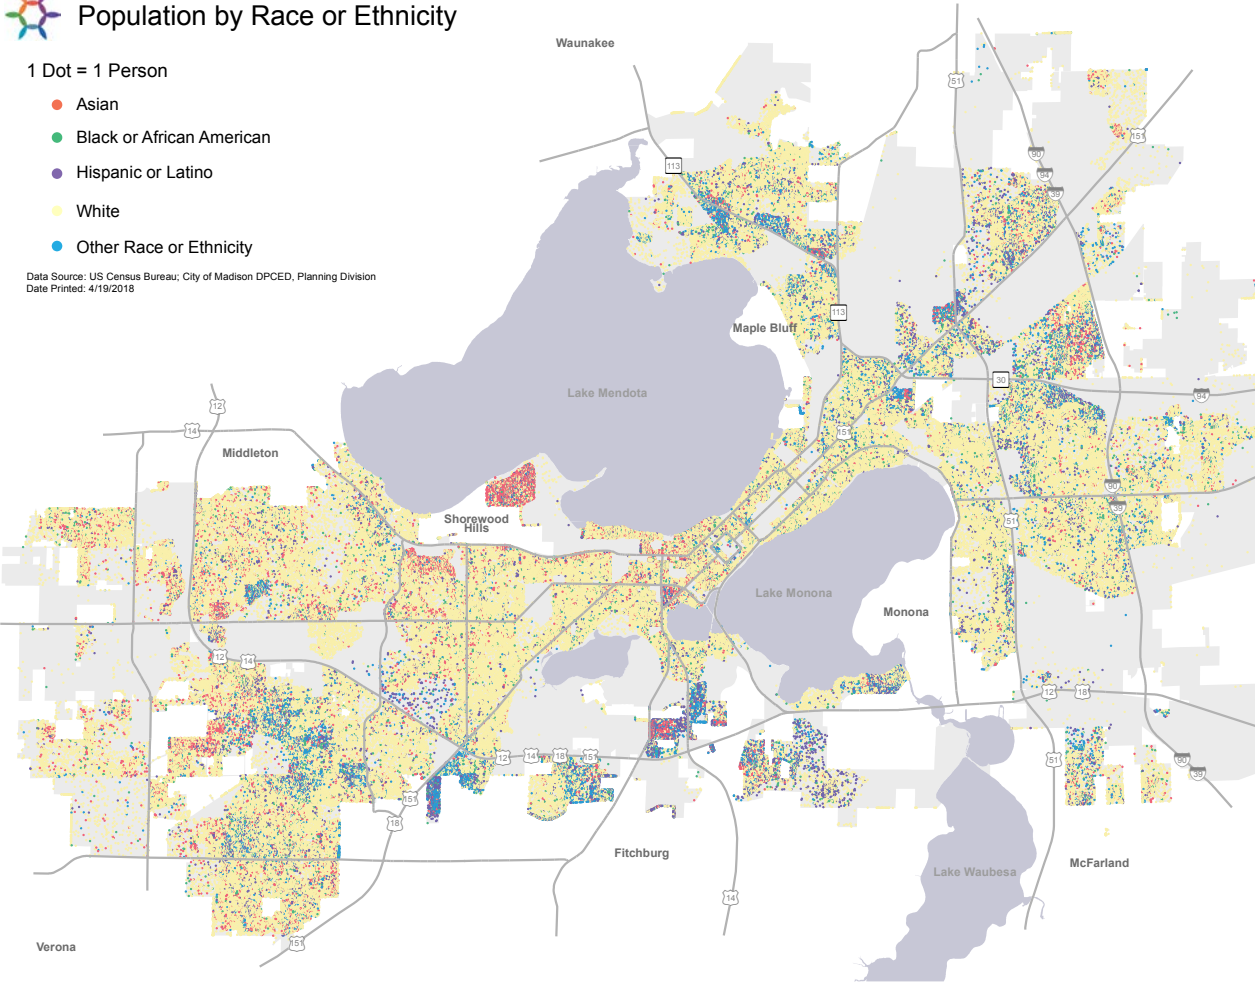 Population by Race or Ethnicity
1 Dot = 1 Person
Asian
Black or African American
Hispanic or Latino
White
Other Race or Ethnicity
Data Source: US Census Bureau; City of Madison DPCED, Planning Division
Date Printed: 4/19/2018
Waunakee
51
151
90
113
94
39
113
Maple Bluff
30
Lake Mendota
94
12
14
151
Middleton
90
39
Shorewood
Hills
51
Lake Monona
Monona
12
14
12
18
12
14
18
151
51
90
39
151
18
Fitchburg
McFarland
Lake Waubesa
14
151
Verona